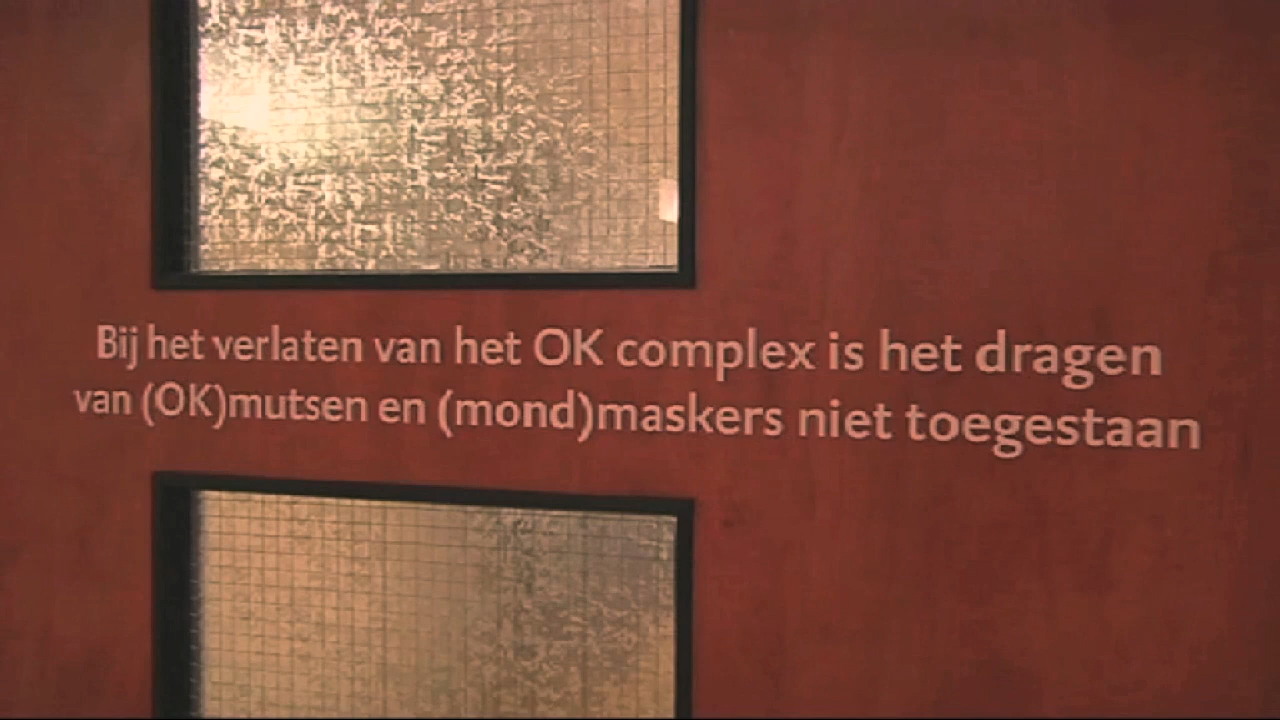 Bij het verlaten van het OK complex is het dragen
van (OK)mutsen en (mond)maskers niet toegestaan